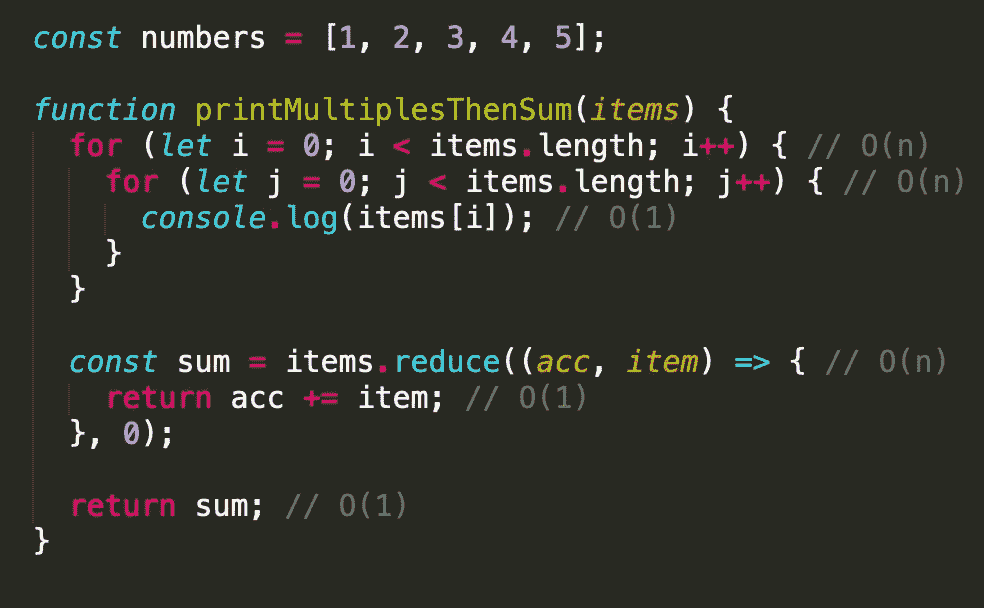 const numbers = [1, 2, 3, 4, 5];

function printMultiplesThenSum(items) {
  for (let i = 0; i < items.length; i++) { // O(n)
    for (let j = 0; j < items.length; j++) { // O(n)
      console.log(items[i]); // O(1)
    }
  }

  const sum = items.reduce((acc, item) => { // O(n)
    return acc += item; // O(1)
  }, 0);

  return sum; // O(1)
}